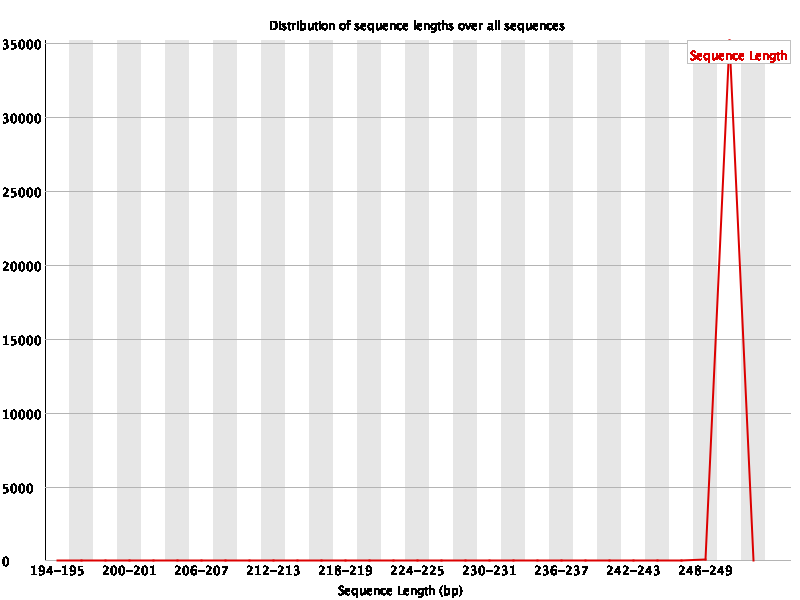 Distribution of sequence lengths over all sequences
35000
Sequence Length
30000
25000
20000
15000
10000
5000
0
194-195 200-201 206-207 212-213 218-219 224-225 230-231 236-237 242-243 248-249
Sequence Length (bp)